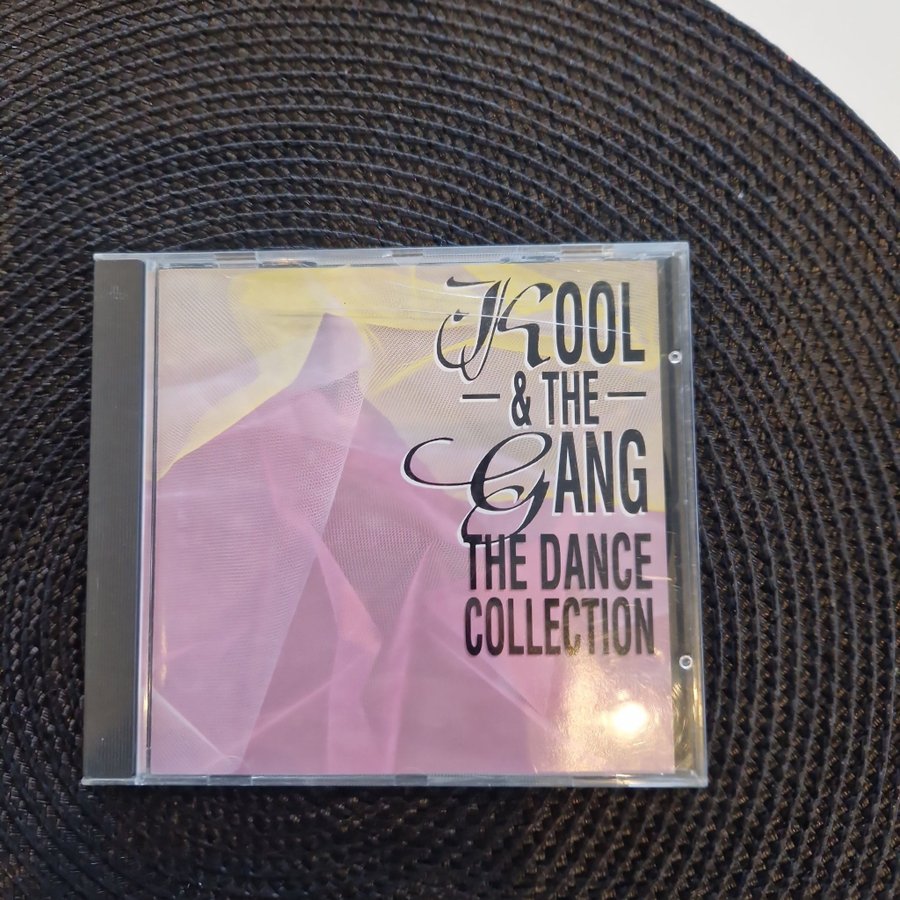 KOOL
& THE
GANG
THE DANCE
COLLECTION